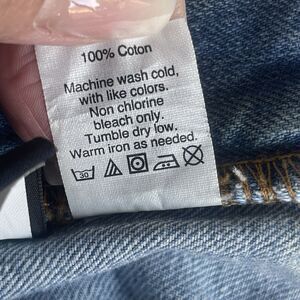 100% Coton
Machine wash cold,
with like colors.
Non chlorine
bleach only.
Tumble dry low.
Warm iron as needed.
30